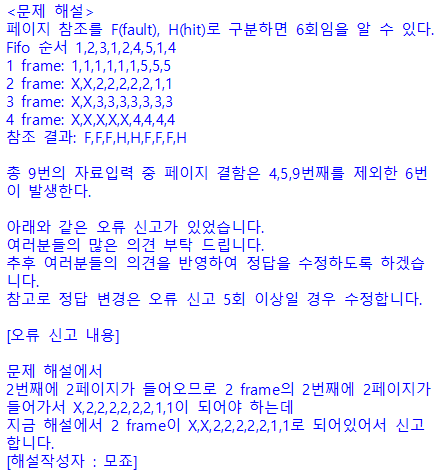 <문제 해설>
페이지 참조를 F(fault), H(hit)로 구분하면 6회임을 알 수 있다.
Fifo 순서 1,2,3,1,2,4,5,1,4
1 frame: 1,1,1,1,1,1,5,5,5
2 frame: X,X,2,2,2,2,2,1,1
3 frame: X,X,3,3,3,3,3,3,3
4 frame: X,X,X,X,X,4,4,4,4
참조 결과: F,F,F,H,H,F,F,F,H
총 9번의 자료입력 중 페이지 결함은 4,5,9번째를 제외한 6번
이 발생한다.
아래와 같은 오류 신고가 있었습니다.
여러분들의 많은 의견 부탁 드립니다.
추후 여러분들의 의견을 반영하여 정답을 수정하도록 하겠습
니다.
참고로 정답 변경은 오류 신고 5회 이상일 경우 수정합니다.
[오류 신고 내용]
문제 해설에서
2번째에 2페이지가 들어오므로 2 frame의 2번째에 2페이지가
들어가서 X,2,2,2,2,2,2,1,1이 되어야 하는데
지금 해설에서 2 frame이 X,X,2,2,2,2,2,1,1로 되어있어서 신고
합니다.
[해설작성자 : 모죠]